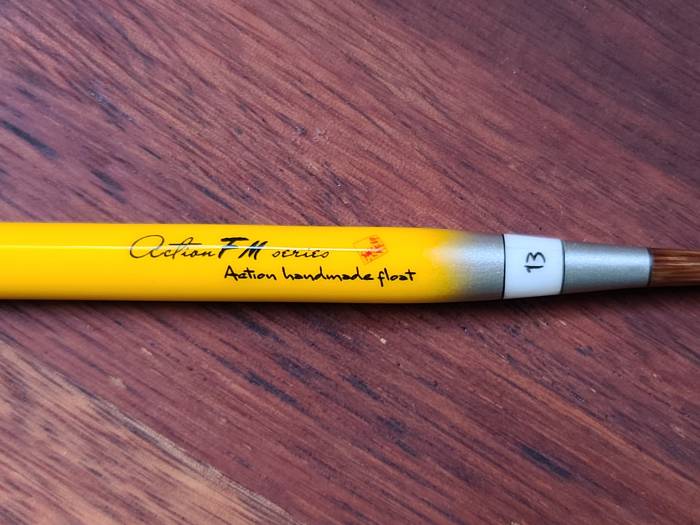 Action FM series
Action handmade float
13